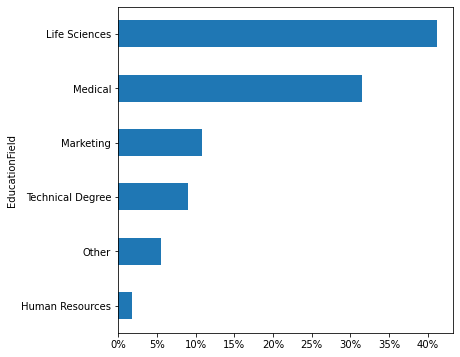 Life Sciences
Medical
Marketing
Technical Degree
Other
Human Resources
EducationField
0% 5% 10% 15% 20% 25% 30% 35% 40%